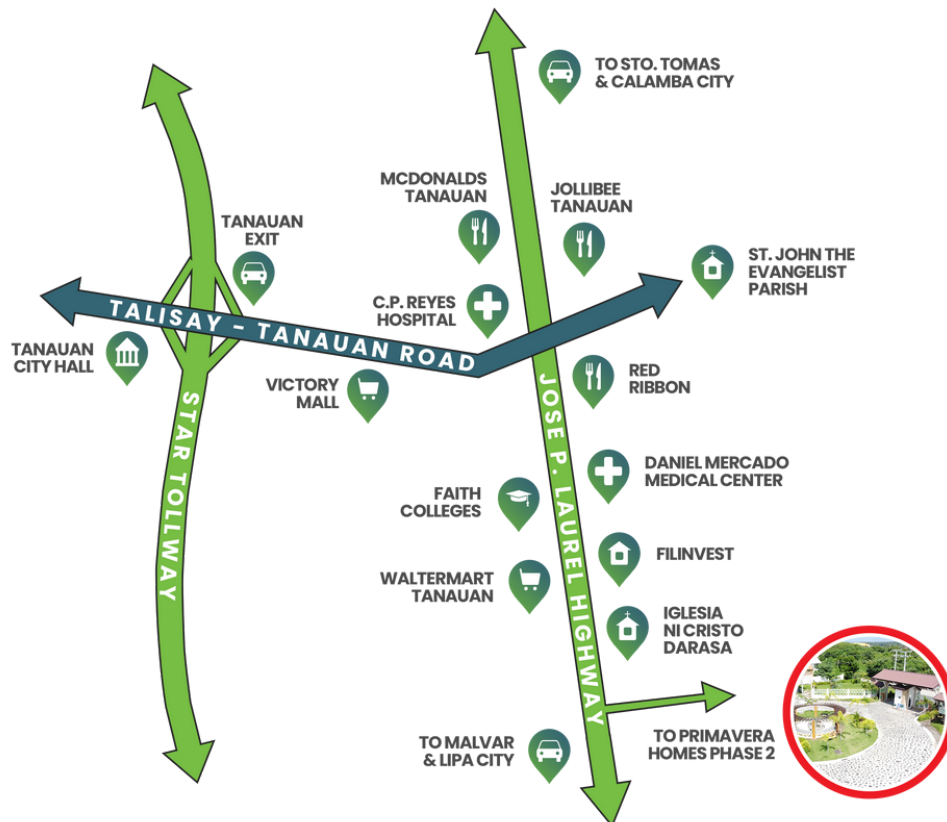 TO STO. TOMAS
& CALAMBA CITY
MCDONALDS
TANAUAN
JOLLIBEE
TANAUAN
TANAUAN
EXIT
ST. JOHN THE
EVANGELIST
PARISH
C.P. REYES
HOSPITAL
TALISAY - TANAUAN ROAD
TANAUAN
CITY HALL
VICTORY
MALL
RED
RIBBON
STAR TOLLWAY
JOSE P. LAUREL HIGHWAY
DANIEL MERCADO
MEDICAL CENTER
FAITH
COLLEGES
FILINVEST
WALTERMART
TANAUAN
IGLESIA
NI CRISTO
DARASA
TO MALVAR
& LIPA CITY
TO PRIMAVERA
HOMES PHASE 2